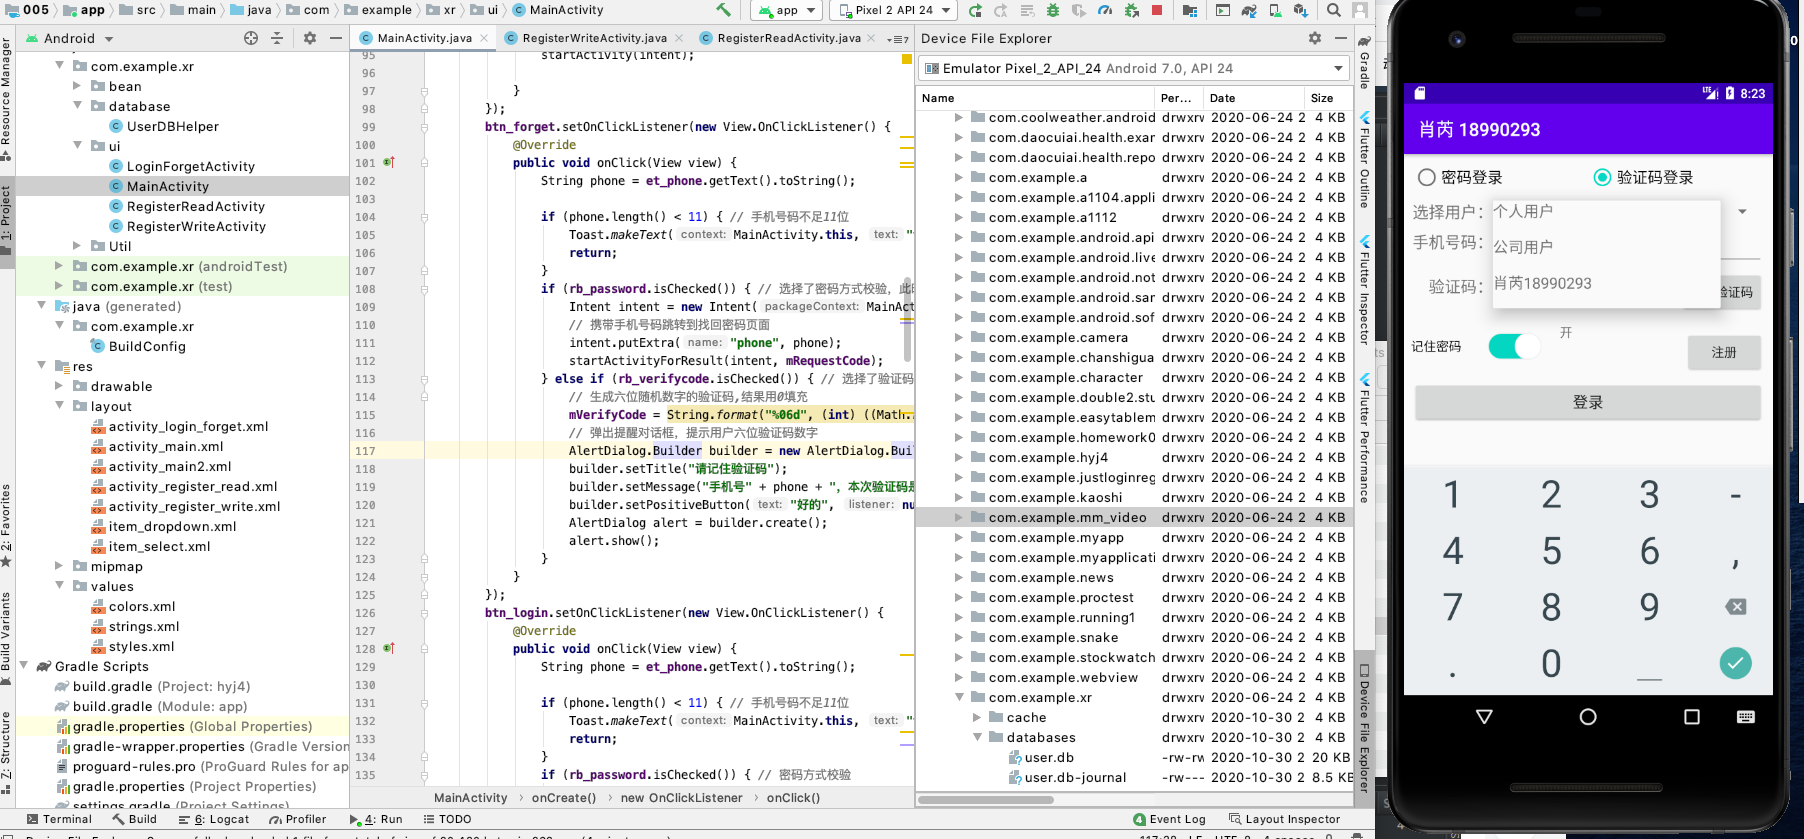 005 app src main java com example xr ui MainActivity
app Pixel 2 API 24
Android
com.example.xr
bean
database
UserDBHelper
ui
LoginForgetActivity
MainActivity
RegisterReadActivity
RegisterWriteActivity
Util
com.example.xr (androidTest)
com.example.xr (test)
java (generated)
com.example.xr
BuildConfig
res
drawable
layout
activity_login_forget.xml
activity_main.xml
activity_main2.xml
activity_register_read.xml
activity_register_write.xml
item_dropdown.xml
item_select.xml
mipmap
values
colors.xml
strings.xml
styles.xml
Gradle Scripts
build.gradle (Project: hyj4)
build.gradle (Module: app)
gradle.properties (Global Properties)
gradle-wrapper.properties (Gradle Version
proguard-rules.pro (ProGuard Rules for ap
gradle.properties (Project Properties)
settings.gradle (Project Settings)
Resource Manager
1: Project
2: Favorites
Build Variants
7: Structure
MainActivity.java RegisterWriteActivity.java RegisterReadActivity.java
95 startActivity(intent);
96
97 }
98 });
99 btn_forget.setOnClickListener(new View.OnClickListener() {
100 @Override
101 public void onClick(View view) {
102 String phone = et_phone.getText().toString();
103
104 if (phone.length() < 11) { // 手机号码不足11位
105 Toast.makeText( context: MainActivity.this, text: "
106 return;
107 }
108 if (rb_password.isChecked()) { // 选择了密码方式校验，此时
109 Intent intent = new Intent( packageContext: MainAct
110 // 携带手机号码跳转到找回密码页面
111 intent.putExtra( name: "phone", phone);
112 startActivityForResult(intent, mRequestCode);
113 } else if (rb_verifycode.isChecked()) { // 选择了验证码
114 // 生成六位随机数字的验证码,结果用0填充
115 mVerifyCode = String.format("%06d", (int) ((Math.
116 // 弹出提醒对话框，提示用户六位验证码数字
117 AlertDialog.Builder builder = new AlertDialog.Bui
118 builder.setTitle("请记住验证码");
119 builder.setMessage("手机号" + phone + "，本次验证码是
120 builder.setPositiveButton( text: "好的", listener: nu
121 AlertDialog alert = builder.create();
122 alert.show();
123 }
124 }
125 });
126 btn_login.setOnClickListener(new View.OnClickListener() {
127 @Override
128 public void onClick(View view) {
129 String phone = et_phone.getText().toString();
130
131 if (phone.length() < 11) { // 手机号码不足11位
132 Toast.makeText( context: MainActivity.this, text: "
133 return;
134 }
135 if (rb_password.isChecked()) { // 密码方式校验
MainActivity › onCreate() › new OnClickListener › onClick()
Device File Explorer
Emulator Pixel_2_API_24 Android 7.0, API 24
Name Per... Date Size
com.coolweather.android drwxrw 2020-06-24 2 4 KB
com.daocuiai.health.exar drwxrw 2020-06-24 2 4 KB
com.daocuiai.health.repo drwxrw 2020-06-24 2 4 KB
com.example.a drwxrw 2020-06-24 2 4 KB
com.example.a1104.appli drwxrw 2020-06-24 2 4 KB
com.example.a1112 drwxrw 2020-06-24 2 4 KB
com.example.android.api drwxrw 2020-06-24 2 4 KB
com.example.android.live drwxrw 2020-06-24 2 4 KB
com.example.android.not drwxrw 2020-06-24 2 4 KB
com.example.android.sar drwxrw 2020-06-24 2 4 KB
com.example.android.sof drwxrw 2020-06-24 2 4 KB
com.example.camera drwxrw 2020-06-24 2 4 KB
com.example.chanshigua drwxrw 2020-06-24 2 4 KB
com.example.character drwxrw 2020-06-24 2 4 KB
com.example.double2.stu drwxrw 2020-06-24 2 4 KB
com.example.easytablem drwxrw 2020-06-24 2 4 KB
com.example.homework0 drwxrw 2020-06-24 2 4 KB
com.example.hyj4 drwxrw 2020-06-24 2 4 KB
com.example.justloginreg drwxrw 2020-06-24 2 4 KB
com.example.kaoshi drwxrw 2020-06-24 2 4 KB
com.example.mm_video drwxrw 2020-06-24 2 4 KB
com.example.myapp drwxrw 2020-06-24 2 4 KB
com.example.myapplicati drwxrw 2020-06-24 2 4 KB
com.example.news drwxrw 2020-06-24 2 4 KB
com.example.proctest drwxrw 2020-06-24 2 4 KB
com.example.running1 drwxrw 2020-06-24 2 4 KB
com.example.snake drwxrw 2020-06-24 2 4 KB
com.example.stockwatch drwxrw 2020-06-24 2 4 KB
com.example.webview drwxrw 2020-06-24 2 4 KB
com.example.xr drwxrw 2020-06-24 2 4 KB
cache drwxrw 2020-10-30 2 4 KB
databases drwxrw 2020-10-30 2 4 KB
user.db -rw-rw 2020-10-30 2 20 KB
user.db-journal -rw--- 2020-10-30 2 8.5 KB
Gradle
Flutter Outline
Flutter Inspector
Flutter Performance
Device File Explorer
Terminal Build 6: Logcat Profiler 4: Run TODO
Event Log Layout Inspector
LTE 8:23
肖芮 18990293
密码登录 验证码登录
选择用户：
手机号码：
验证码：
个人用户
公司用户
肖芮18990293
验证码
记住密码 开
注册
登录
1 2 3 -
4 5 6 ,
7 8 9
. 0 _